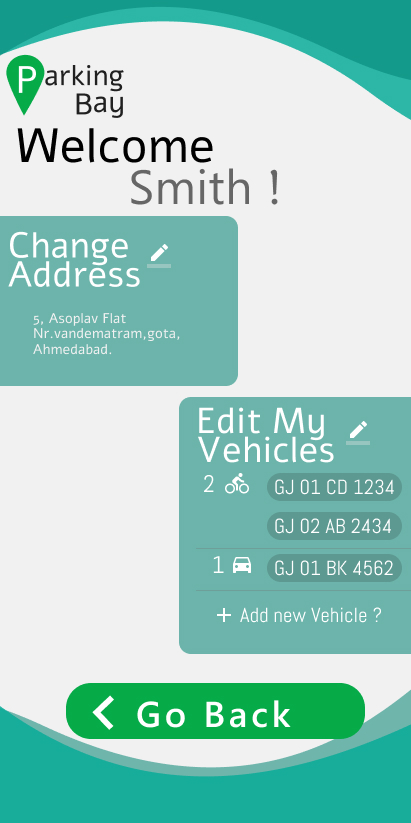 Parking
Bay
Welcome
Smith !
Change
Address
5, Asoplav Flat
Nr.vandematram,gota,
Ahmedabad.
Edit My
Vehicles
2 GJ 01 CD 1234
GJ 02 AB 2434
1 GJ 01 BK 4562
+ Add new Vehicle ?
Go Back